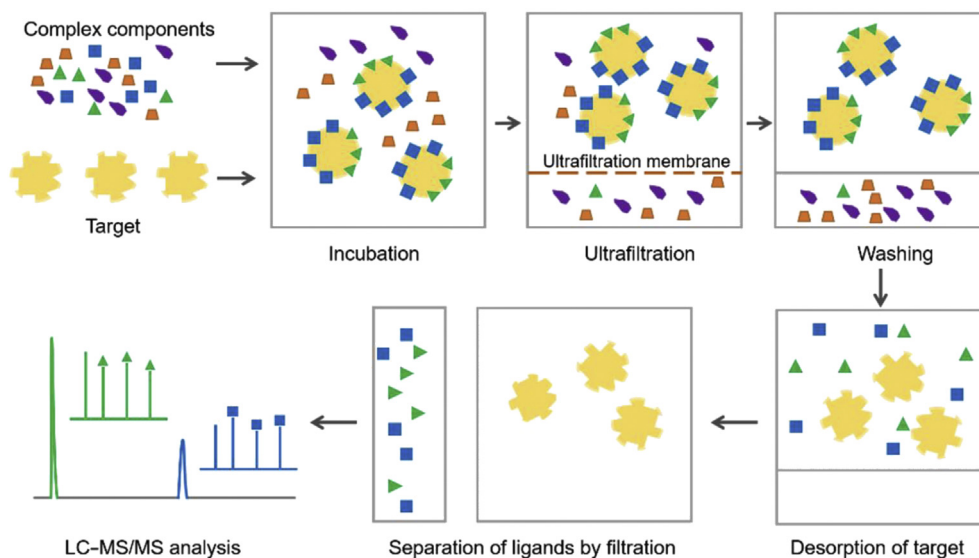 Complex components
Target
Incubation
Ultrafiltration membrane
Ultrafiltration
Washing
LC–MS/MS analysis
Separation of ligands by filtration
Desorption of target